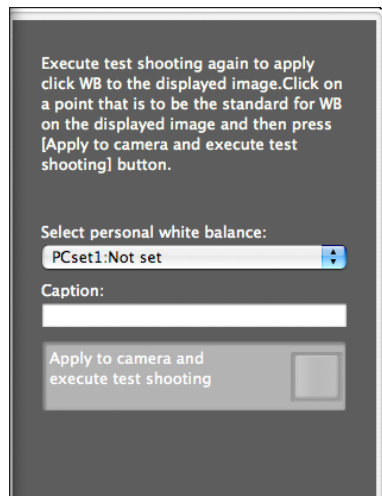 Execute test shooting again to apply
click WB to the displayed image.Click on
a point that is to be the standard for WB
on the displayed image and then press
[Apply to camera and execute test
shooting] button.
Select personal white balance:
PCset1:Not set
Caption:
Apply to camera and
execute test shooting